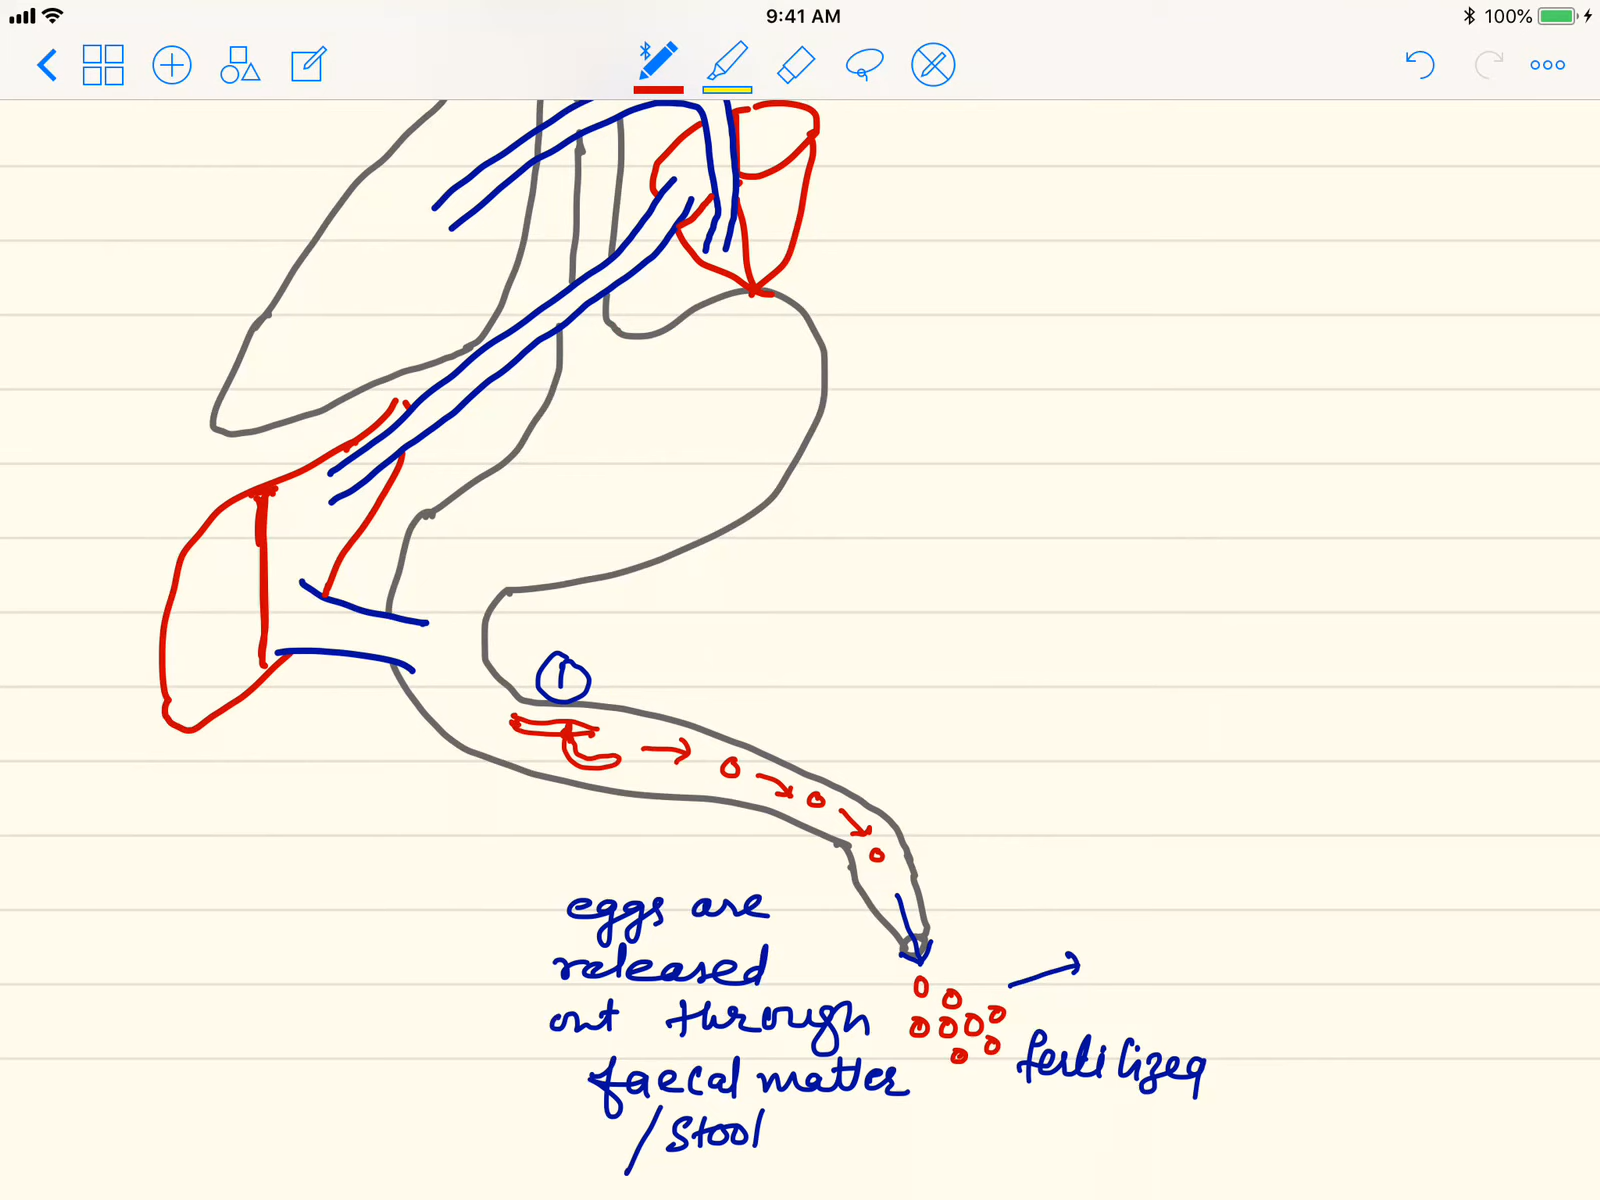 9:41 AM
100%
1
eggs are
released
out through
faecal matter
/stool
fertilized